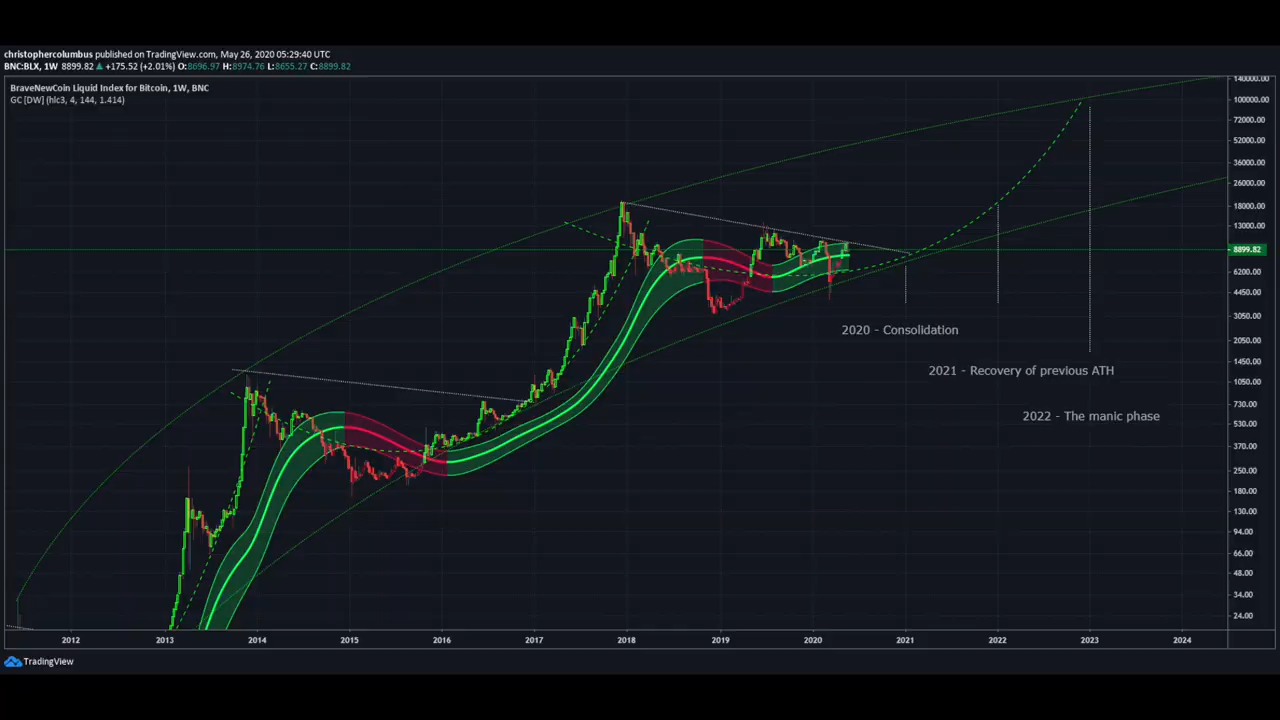 christophercolumbus published on TradingView.com, May 26, 2020 05:29:40 UTC
BNC:BLX, 1W 8899.82 ▲ +175.52 (+2.01%) O:8696.97 H:8974.76 L:8655.27 C:8899.82
BraveNewCoin Liquid Index for Bitcoin, 1W, BNC
GC [DW] (hlc3, 4, 144, 1.414)
140000.00
100000.00
72000.00
52000.00
36000.00
26000.00
18000.00
13000.00
8899.82
6200.00
4450.00
3050.00
2050.00
1450.00
1050.00
730.00
530.00
370.00
250.00
180.00
130.00
94.00
66.00
48.00
34.00
24.00
2020 - Consolidation
2021 - Recovery of previous ATH
2022 - The manic phase
2012 2013 2014 2015 2016 2017 2018 2019 2020 2021 2022 2023 2024
TradingView